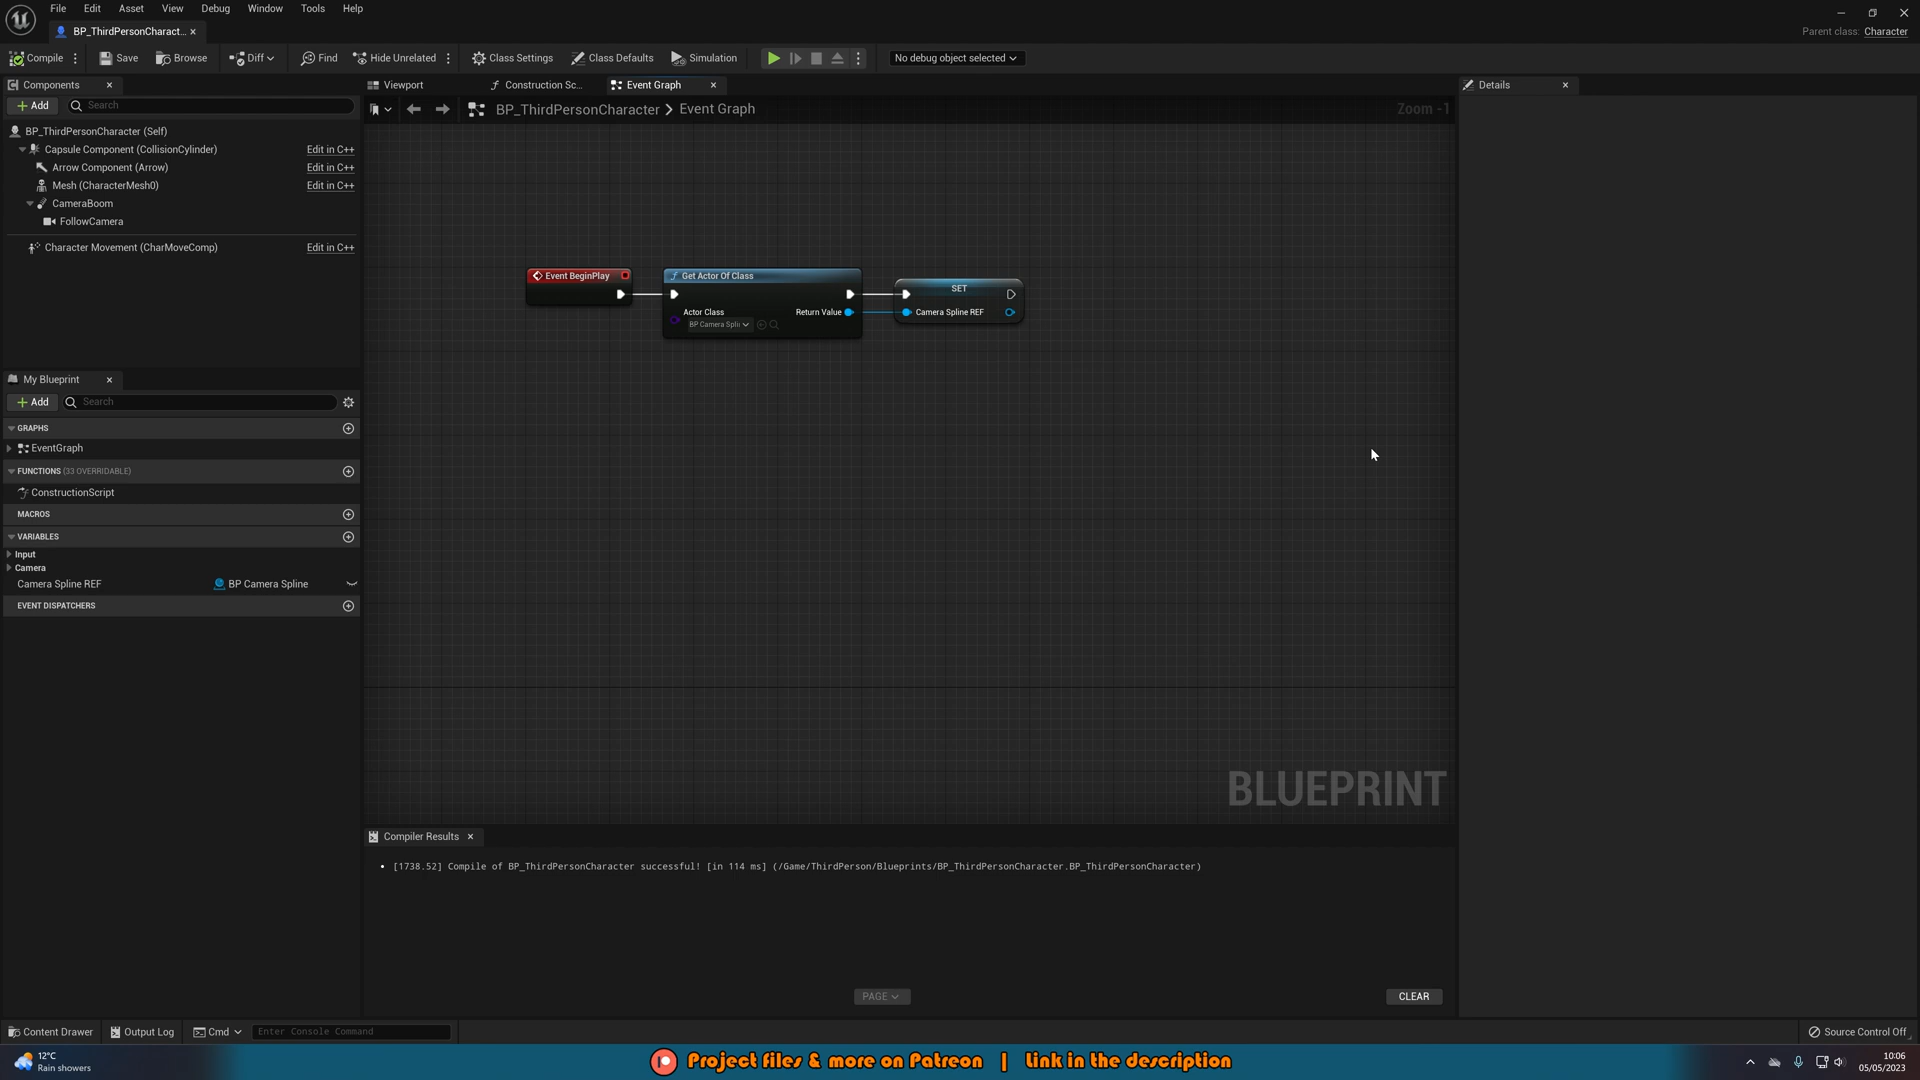 File Edit Asset View Debug Window Tools Help
BP_ThirdPersonCharact...
Parent class: Character
Compile Save Browse Diff Find Hide Unrelated Class Settings Class Defaults Simulation No debug object selected
Components
Viewport Construction Sc... Event Graph
Details
Add Search
BP_ThirdPersonCharacter > Event Graph
Zoom -1
BP_ThirdPersonCharacter (Self)
Capsule Component (CollisionCylinder) Edit in C++
Arrow Component (Arrow) Edit in C++
Mesh (CharacterMesh0) Edit in C++
CameraBoom
FollowCamera
Character Movement (CharMoveComp) Edit in C++
Event BeginPlay
Get Actor Of Class
Actor Class
BP Camera Spli
Return Value
SET
Camera Spline REF
My Blueprint
Add Search
GRAPHS
EventGraph
FUNCTIONS (33 OVERRIDABLE)
ConstructionScript
MACROS
VARIABLES
Input
Camera
Camera Spline REF BP Camera Spline
EVENT DISPATCHERS
BLUEPRINT
Compiler Results
[1738.52] Compile of BP_ThirdPersonCharacter successful! [in 114 ms] (/Game/ThirdPerson/Blueprints/BP_ThirdPersonCharacter.BP_ThirdPersonCharacter)
PAGE
CLEAR
Content Drawer Output Log Cmd Enter Console Command
Source Control Off
12°C
Rain showers
Project files & more on Patreon | Link in the description
10:06
05/05/2023